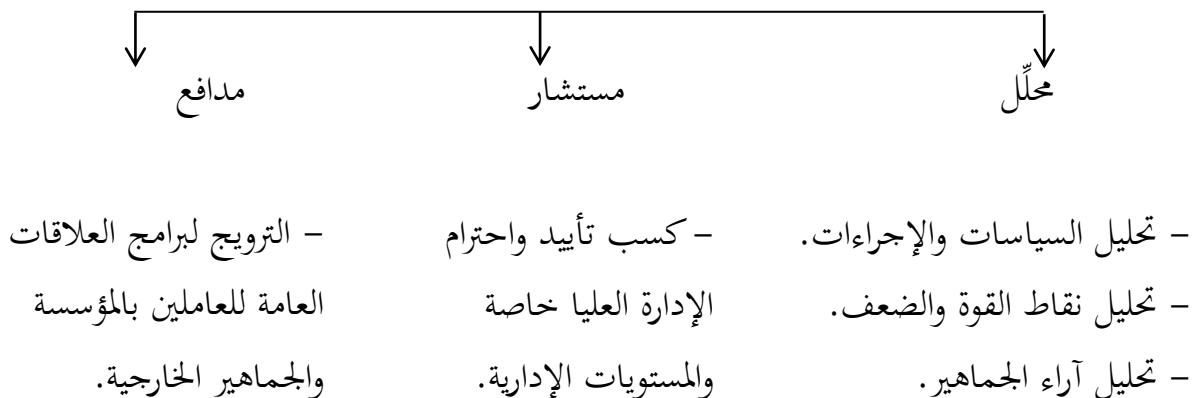 محلِّل
مستشار
مدافع
– تحليل السياسات والإجراءات.
– تحليل نقاط القوة والضعف.
– تحليل آراء الجماهير.
– كسب تأييد واحترام
الإدارة العليا خاصة
والمستويات الإدارية.
– الترويج لبرامج العلاقات
العامة للعاملين بالمؤسسة
والجماهير الخارجية.